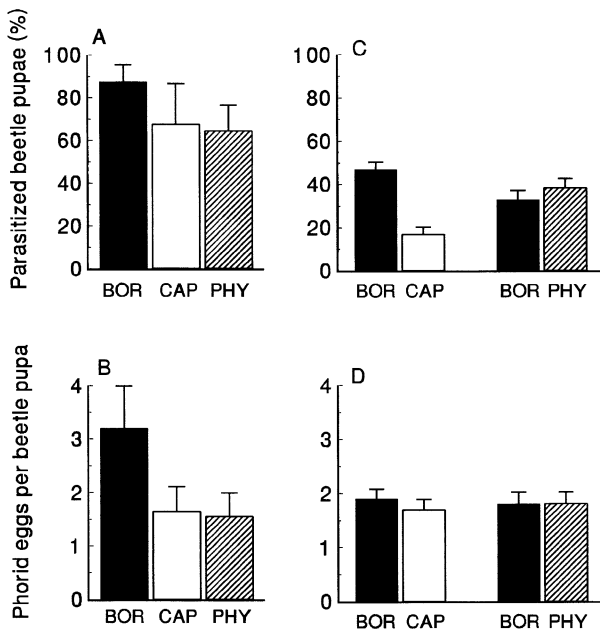 Parasitized beetle pupae (%)
A
100
80
60
40
20
0
BOR CAP PHY
C
100
80
60
40
20
0
BOR CAP BOR PHY
Phorid eggs per beetle pupa
B
4
3
2
1
0
BOR CAP PHY
D
4
3
2
1
0
BOR CAP BOR PHY